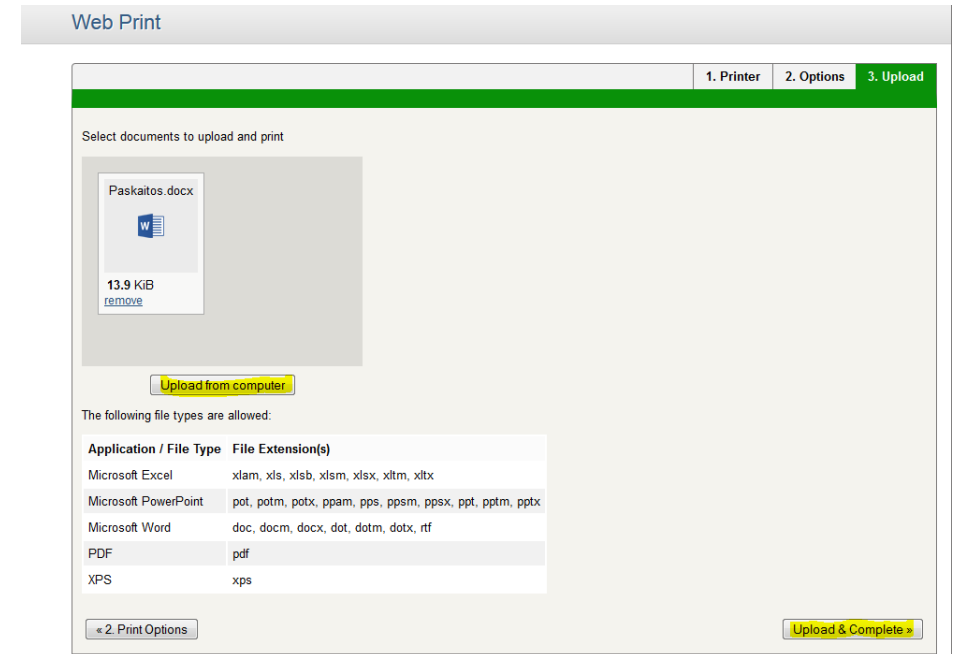 Web Print
1. Printer 2. Options 3. Upload
Select documents to upload and print
Paskaitos.docx
W
13.9 KiB
remove
Upload from computer
The following file types are allowed:
Application / File Type File Extension(s)
Microsoft Excel xlam, xls, xlsb, xlsm, xlsx, xltm, xltx
Microsoft PowerPoint pot, potm, potx, ppam, pps, ppsm, ppsx, ppt, pptm, pptx
Microsoft Word doc, docm, docx, dot, dotm, dotx, rtf
PDF pdf
XPS xps
« 2. Print Options Upload & Complete »